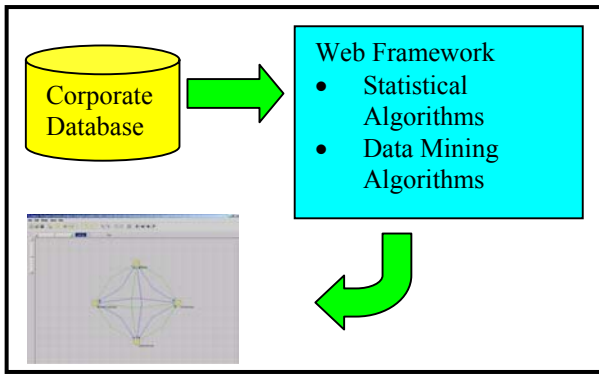 Corporate
Database
Web Framework
• Statistical
Algorithms
• Data Mining
Algorithms